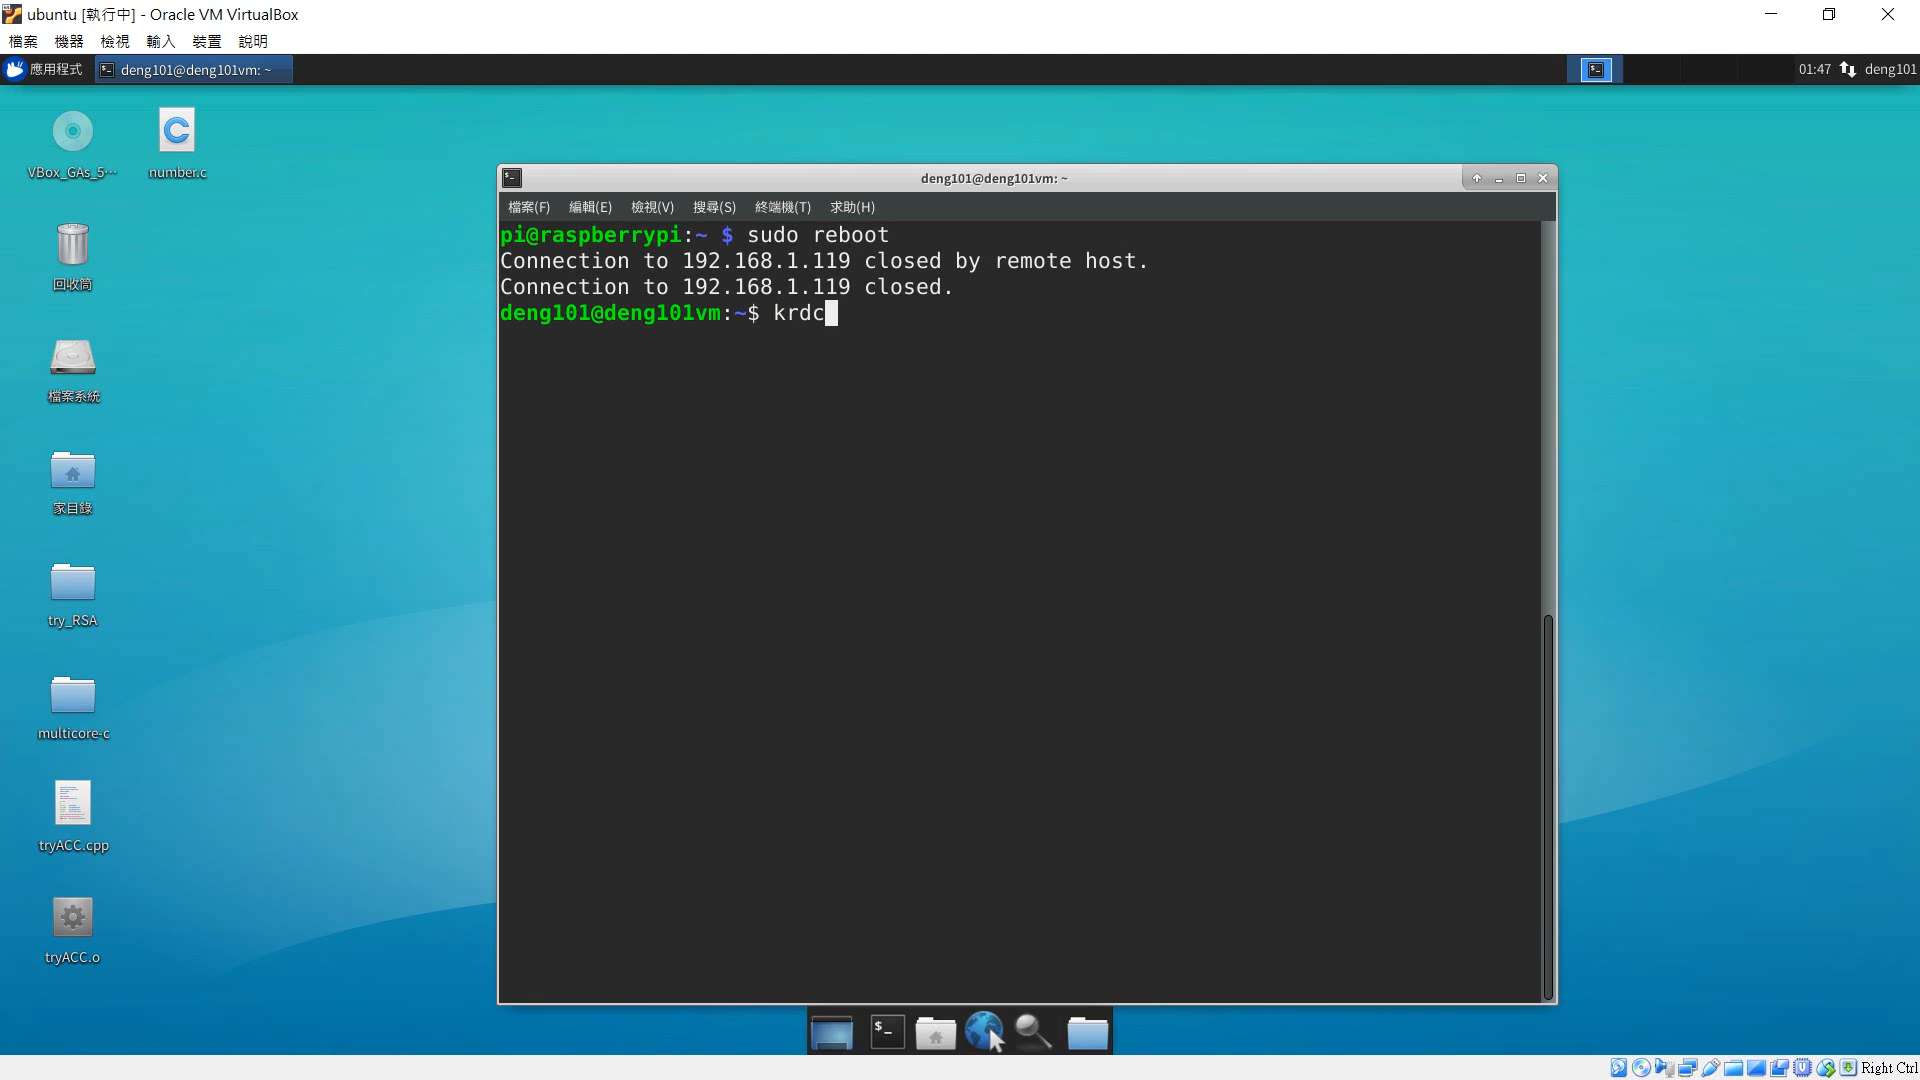 ubuntu [執行中] - Oracle VM VirtualBox
檔案 機器 檢視 輸入 裝置 說明
應用程式 deng101@deng101vm: ~ 01:47 deng101
VBox_GAs_5… number.c
回收筒
檔案系統
家目錄
try_RSA
multicore-c
tryACC.cpp
tryACC.o
deng101@deng101vm: ~
檔案(F) 編輯(E) 檢視(V) 搜尋(S) 終端機(T) 求助(H)
pi@raspberrypi:~ $ sudo reboot
Connection to 192.168.1.119 closed by remote host.
Connection to 192.168.1.119 closed.
deng101@deng101vm:~$ krdc
$_
Right Ctrl